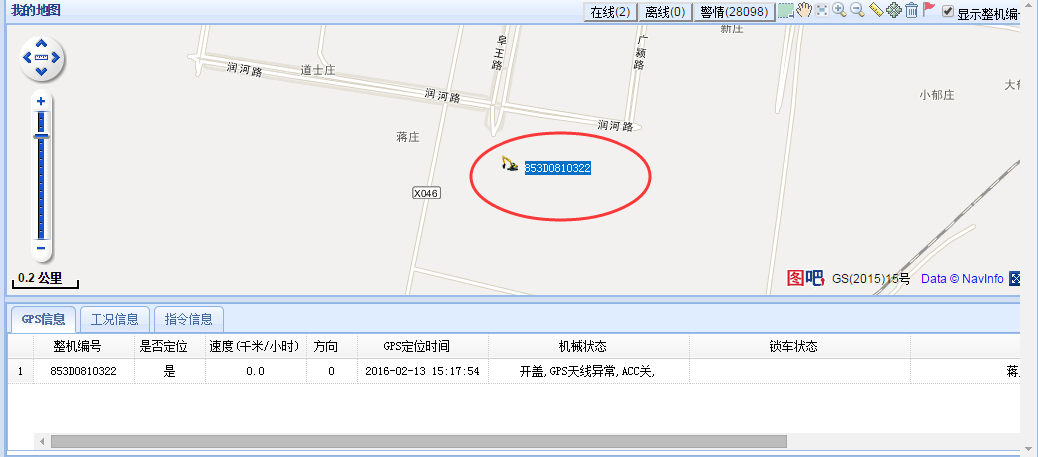 我的地图
在线(2) 离线(0) 警情(28098) 显示整机编
阜王路
广颍路
新庄
润河路
道士庄
润河路
小郁庄
大
润河路
蒋庄
853D0810322
X046
0.2 公里
图吧 GS(2015)15号 Data © NavInfo
GPS信息 工况信息 指令信息
整机编号 是否定位 速度(千米/小时) 方向 GPS定位时间 机械状态 锁车状态
1 853D0810322 是 0.0 0 2016-02-13 15:17:54 开盖,GPS天线异常,ACC关, 蒋